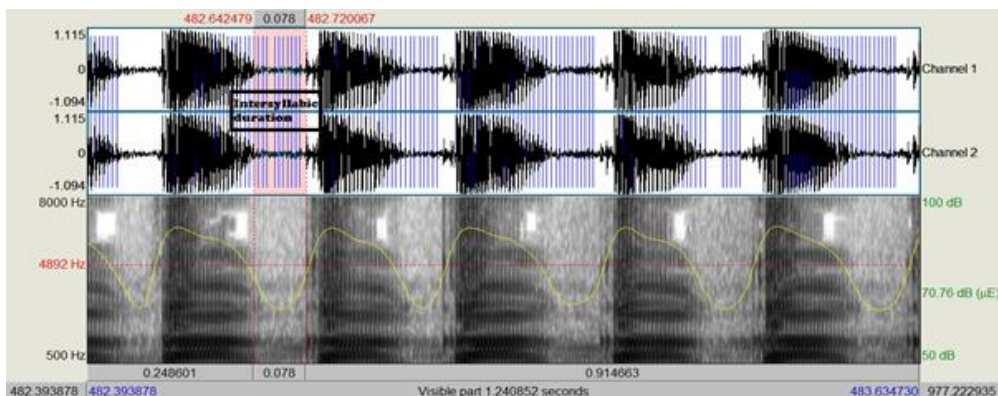 482.642479 0.078 482.720067
1.115
0
-1.094
Channel 1
Intersyllabic
duration
1.115
0
-1.094
Channel 2
8000 Hz
100 dB
4892 Hz
70.76 dB (µE)
500 Hz
50 dB
0.248601 0.078 0.914663
482.393878 482.393878 Visible part 1.240852 seconds 483.634730 977.222935